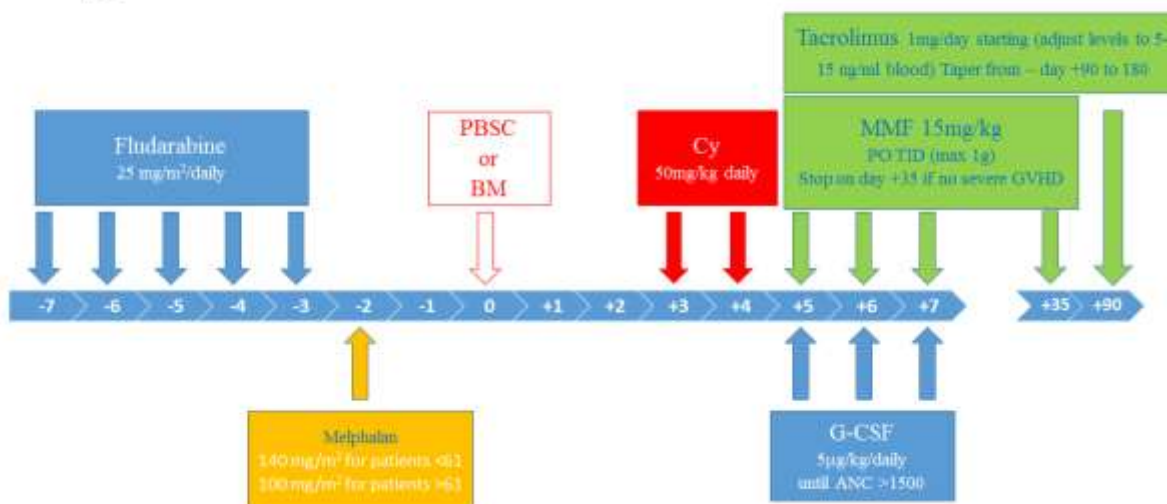 Tacrolimus 1mg/day starting (adjust levels to 5-
15 ng/ml blood) Taper from – day +90 to 180
Fludarabine
25 mg/m²/daily
PBSC
or
BM
Cy
50mg/kg daily
MMF 15mg/kg
PO TID (max 1g)
Stop on day +35 if no severe GVHD
-7 -6 -5 -4 -3 -2 -1 0 +1 +2 +3 +4 +5 +6 +7 +35 +90
Melphalan
140 mg/m² for patients <61
100 mg/m² for patients >61
G-CSF
5µg/kg/daily
until ANC >1500